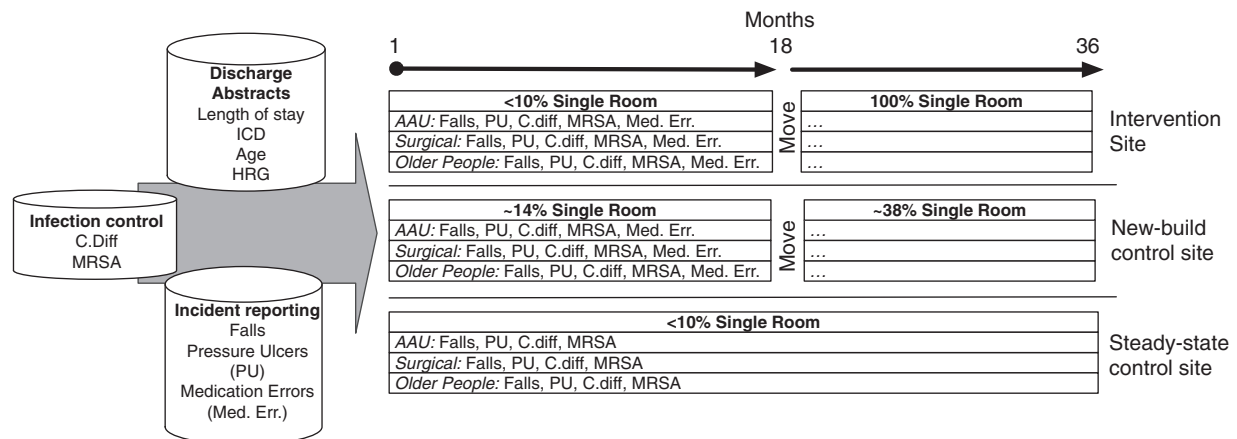 Discharge
Abstracts
Length of stay
ICD
Age
HRG
Infection control
C.Diff
MRSA
Incident reporting
Falls
Pressure Ulcers
(PU)
Medication Errors
(Med. Err.)
Months
1 18 36
<10% Single Room
AAU: Falls, PU, C.diff, MRSA, Med. Err.
Surgical: Falls, PU, C.diff, MRSA, Med. Err.
Older People: Falls, PU, C.diff, MRSA, Med. Err.
Move
100% Single Room
...
...
...
Intervention
Site
~14% Single Room
AAU: Falls, PU, C.diff, MRSA, Med. Err.
Surgical: Falls, PU, C.diff, MRSA, Med. Err.
Older People: Falls, PU, C.diff, MRSA, Med. Err.
Move
~38% Single Room
...
...
...
New-build
control site
<10% Single Room
AAU: Falls, PU, C.diff, MRSA
Surgical: Falls, PU, C.diff, MRSA
Older People: Falls, PU, C.diff, MRSA
Steady-state
control site